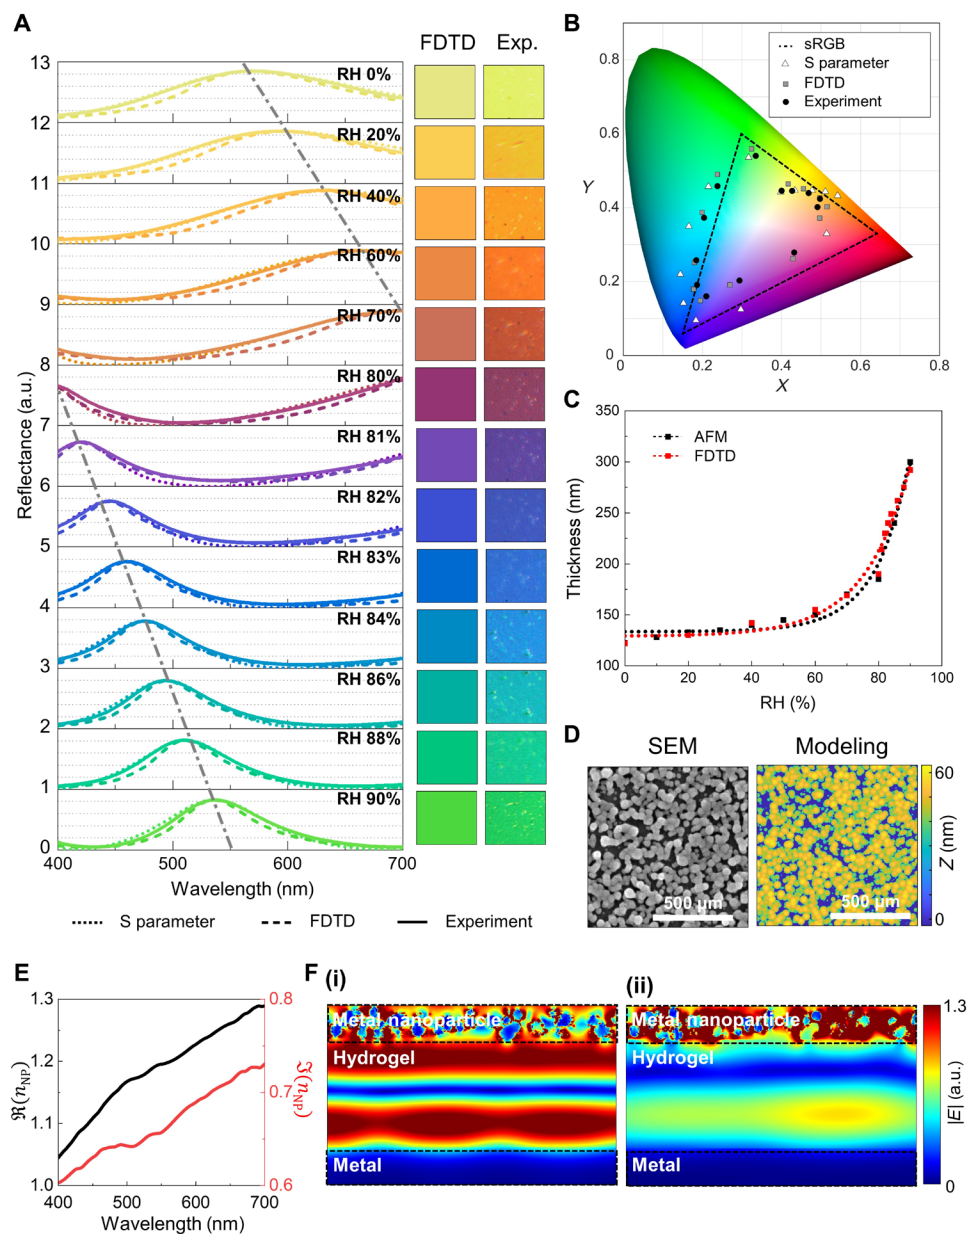 A
FDTD Exp.
13
RH 0%
12
RH 20%
11
RH 40%
10
RH 60%
9
RH 70%
8
RH 80%
7
RH 81%
6
RH 82%
5
RH 83%
4
RH 84%
3
RH 86%
2
RH 88%
1
RH 90%
0
400 500 600 700
Reflectance (a.u.)
Wavelength (nm)
S parameter FDTD Experiment
B
sRGB
S parameter
FDTD
Experiment
0.8
0.6
0.4
0.2
0
Y
0 0.2 0.4 0.6 0.8
X
C
AFM
FDTD
350
300
250
200
150
100
Thickness (nm)
0 20 40 60 80 100
RH (%)
D
SEM Modeling
500 μm 500 μm
60
0
Z (nm)
E
1.3
1.2
1.1
1.0
ℜ(nNP)
0.8
0.7
0.6
ℑ(nNP)
400 500 600 700
Wavelength (nm)
F
(i) (ii)
Metal nanoparticle Metal nanoparticle
Hydrogel Hydrogel
Metal Metal
1.3
0
|E| (a.u.)